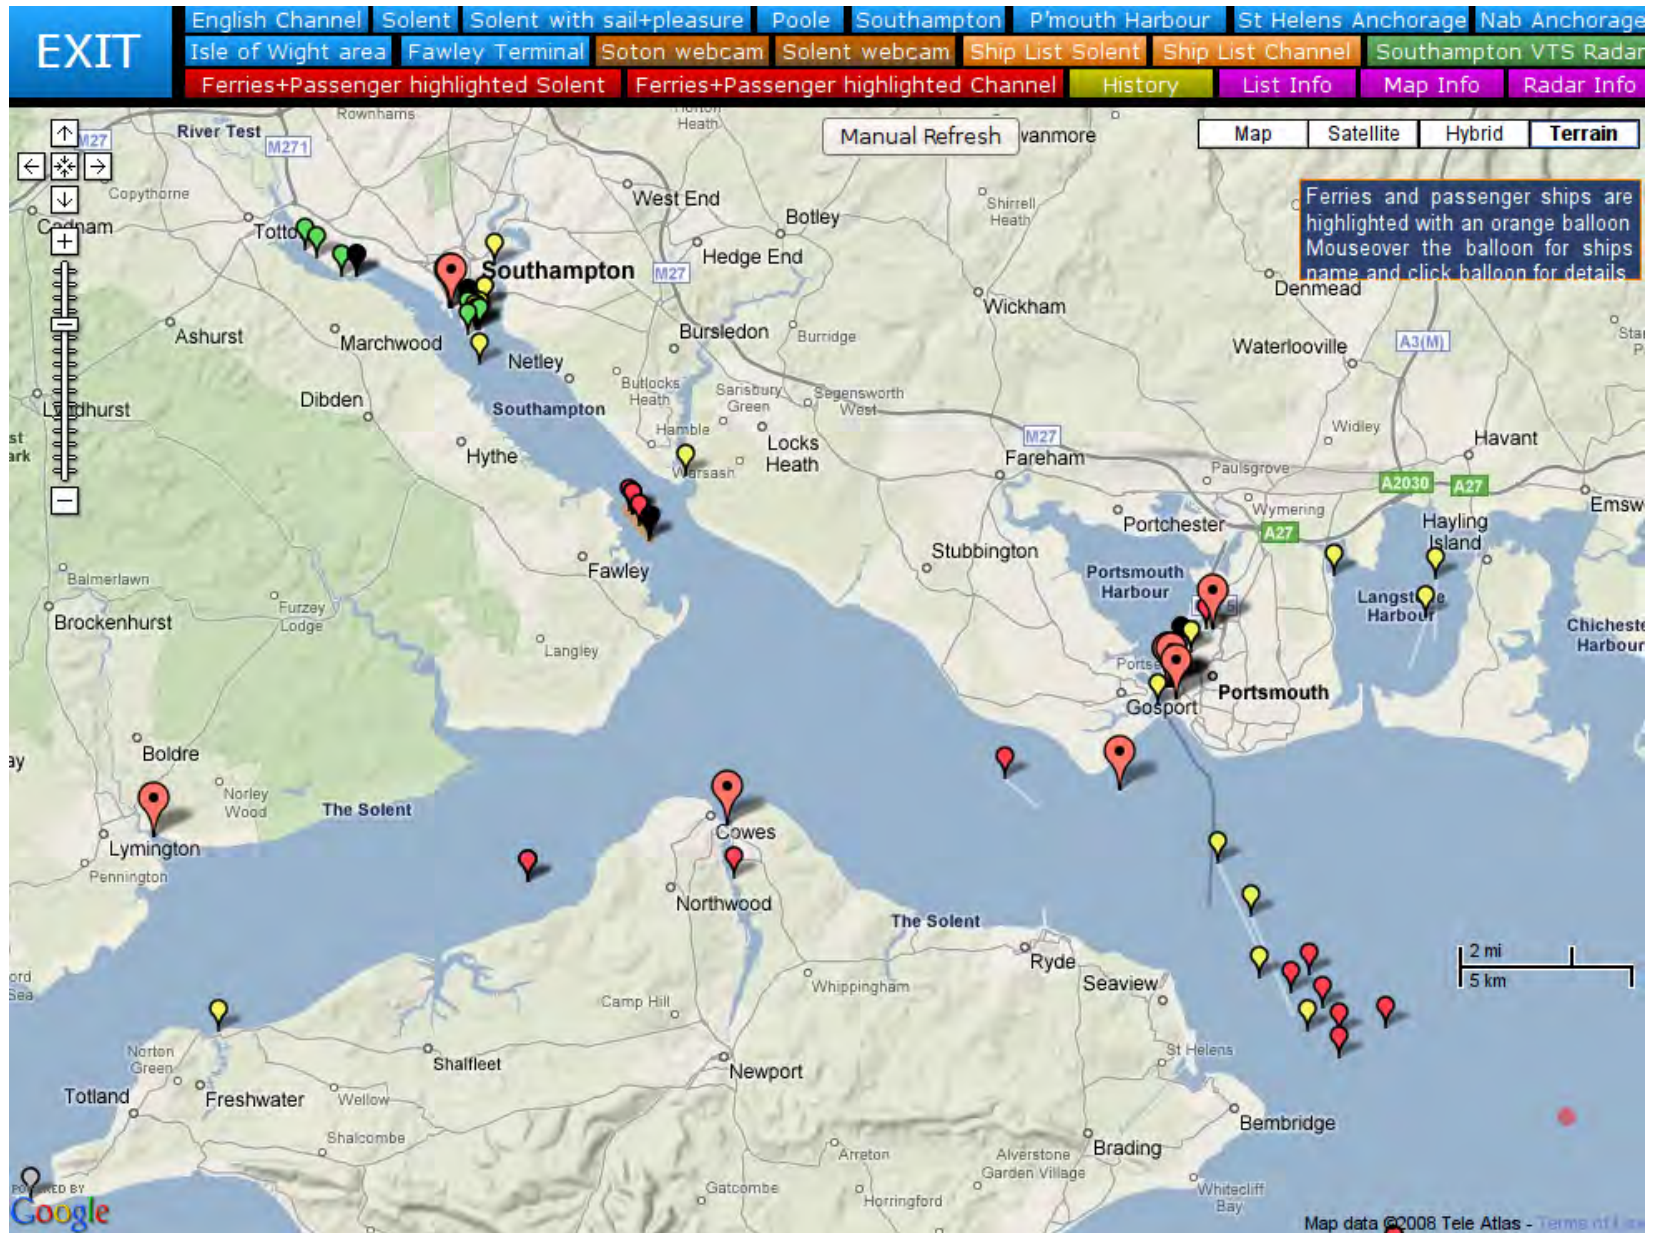 EXIT
English Channel
Solent
Solent with sail+pleasure
Poole
Southampton
P'mouth Harbour
St Helens Anchorage
Nab Anchorage
Isle of Wight area
Fawley Terminal
Soton webcam
Solent webcam
Ship List Solent
Ship List Channel
Southampton VTS Radar
Ferries+Passenger highlighted Solent
Ferries+Passenger highlighted Channel
History
List Info
Map Info
Radar Info
Manual Refresh
Map
Satellite
Hybrid
Terrain
Ferries and passenger ships are
highlighted with an orange balloon
Mouseover the balloon for ships
name and click balloon for details
Rownhams
Heath
River Test
M27
M271
wanmore
Copythorne
West End
Shirrell
Heath
Botley
Totto
Hedge End
Southampton
M27
Denmead
Wickham
Ashurst
Marchwood
Bursledon
Burridge
Netley
Waterlooville
A3(M)
Butlocks
Heath
Sarisbury
Green
Segensworth
West
Dibden
Southampton
Hamble
Locks
Heath
Widley
Havant
M27
Hythe
Warsash
Fareham
Paulsgrove
A2030
A27
Portchester
Wymering
A27
Hayling
Island
Emsw
Stubbington
Fawley
Portsmouth
Harbour
Balmerlawn
Furzey
Lodge
Brockenhurst
Harbour
Chicheste
Harbour
Langley
Portsmouth
Gosport
Boldre
Norley
Wood
The Solent
Cowes
Lymington
Pennington
Northwood
The Solent
Ryde
2 mi
5 km
Seaview
Whippingham
Camp Hill
Norton
Green
Shalfleet
St Helens
Newport
Totland
Freshwater
Wellow
Bembridge
Shalcombe
Brading
Arreton
Alverstone
Garden Village
Gatcombe
Horringford
Whitecliff
Bay
Google
Map data ©2008 Tele Atlas -